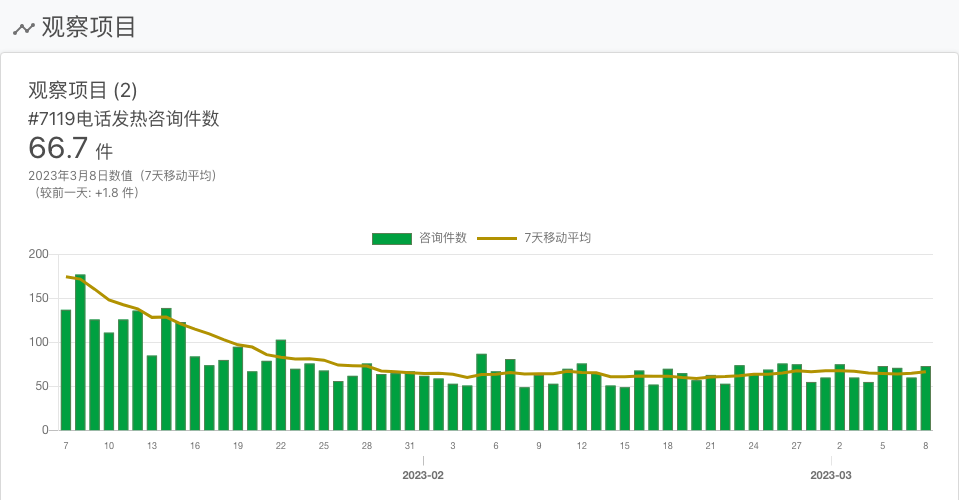 观察项目
观察项目 (2)
#7119电话发热咨询件数
66.7 件
2023年3月8日数值（7天移动平均）
（较前一天: +1.8 件）
咨询件数 7天移动平均
200
150
100
50
0
7 10 13 16 19 22 25 28 31 3 6 9 12 15 18 21 24 27 2 5 8
2023-02 2023-03